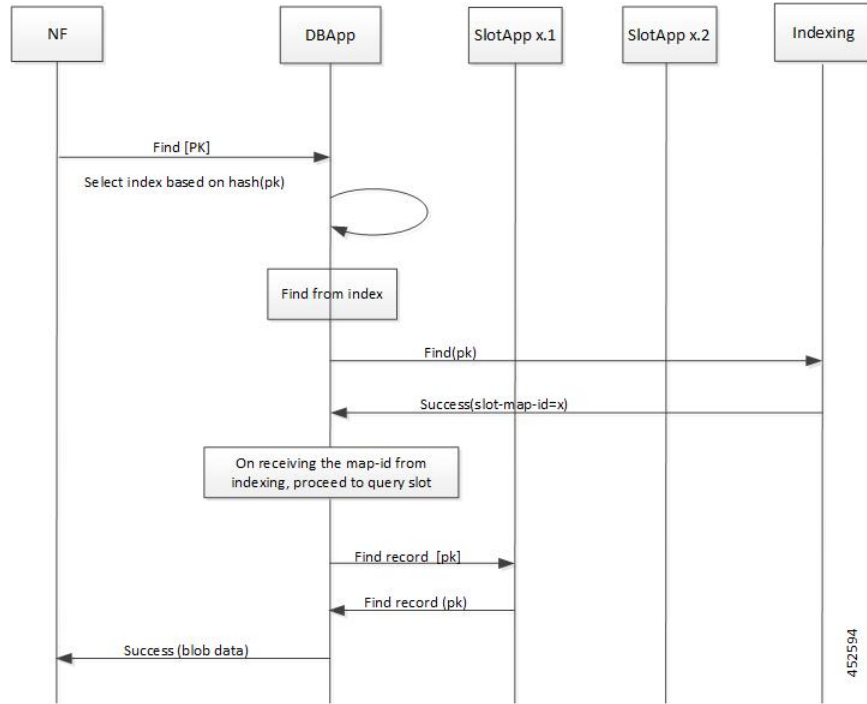 NF
DBApp
SlotApp x.1
SlotApp x.2
Indexing
Find [PK]
Select index based on hash(pk)
Find from index
Find(pk)
Success(slot-map-id=x)
On receiving the map-id from
indexing, proceed to query slot
Find record [pk]
Find record (pk)
Success (blob data)
452594